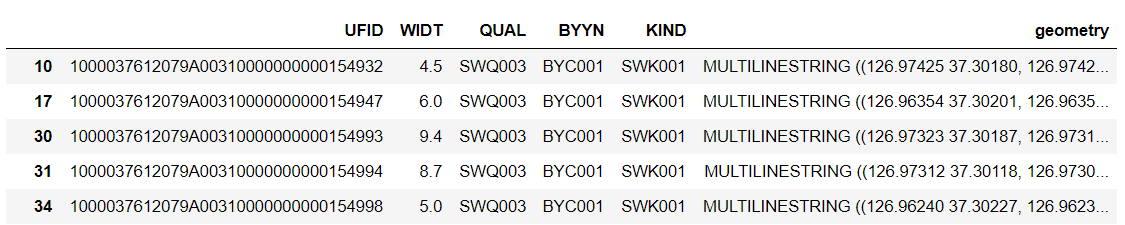 UFID WIDT QUAL BYYN KIND geometry
10 1000037612079A00310000000000154932 4.5 SWQ003 BYC001 SWK001 MULTILINESTRING ((126.97425 37.30180, 126.9742...
17 1000037612079A00310000000000154947 6.0 SWQ003 BYC001 SWK001 MULTILINESTRING ((126.96354 37.30201, 126.9635...
30 1000037612079A00310000000000154993 9.4 SWQ003 BYC001 SWK001 MULTILINESTRING ((126.97323 37.30187, 126.9731...
31 1000037612079A00310000000000154994 8.7 SWQ003 BYC001 SWK001 MULTILINESTRING ((126.97312 37.30118, 126.9730...
34 1000037612079A00310000000000154998 5.0 SWQ003 BYC001 SWK001 MULTILINESTRING ((126.96240 37.30227, 126.9623...